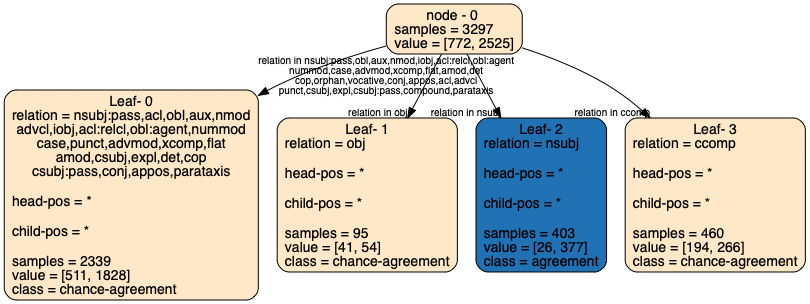 node - 0
samples = 3297
value = [772, 2525]
relation in nsubj:pass,obl,aux,nmod,iobj,acl:relcl,obl:agent
nummod,case,advmod,xcomp,flat,amod,det
cop,orphan,vocative,conj,appos,acl,advcl
punct,csubj,expl,csubj:pass,compound,parataxis
relation in obj
relation in nsubj
relation in ccomp
Leaf- 0
relation = nsubj:pass,acl,obl,aux,nmod
advcl,iobj,acl:relcl,obl:agent,nummod
case,punct,advmod,xcomp,flat
amod,csubj,expl,det,cop
csubj:pass,conj,appos,parataxis
head-pos = *
child-pos = *
samples = 2339
value = [511, 1828]
class = chance-agreement
Leaf- 1
relation = obj
head-pos = *
child-pos = *
samples = 95
value = [41, 54]
class = chance-agreement
Leaf- 2
relation = nsubj
head-pos = *
child-pos = *
samples = 403
value = [26, 377]
class = agreement
Leaf- 3
relation = ccomp
head-pos = *
child-pos = *
samples = 460
value = [194, 266]
class = chance-agreement